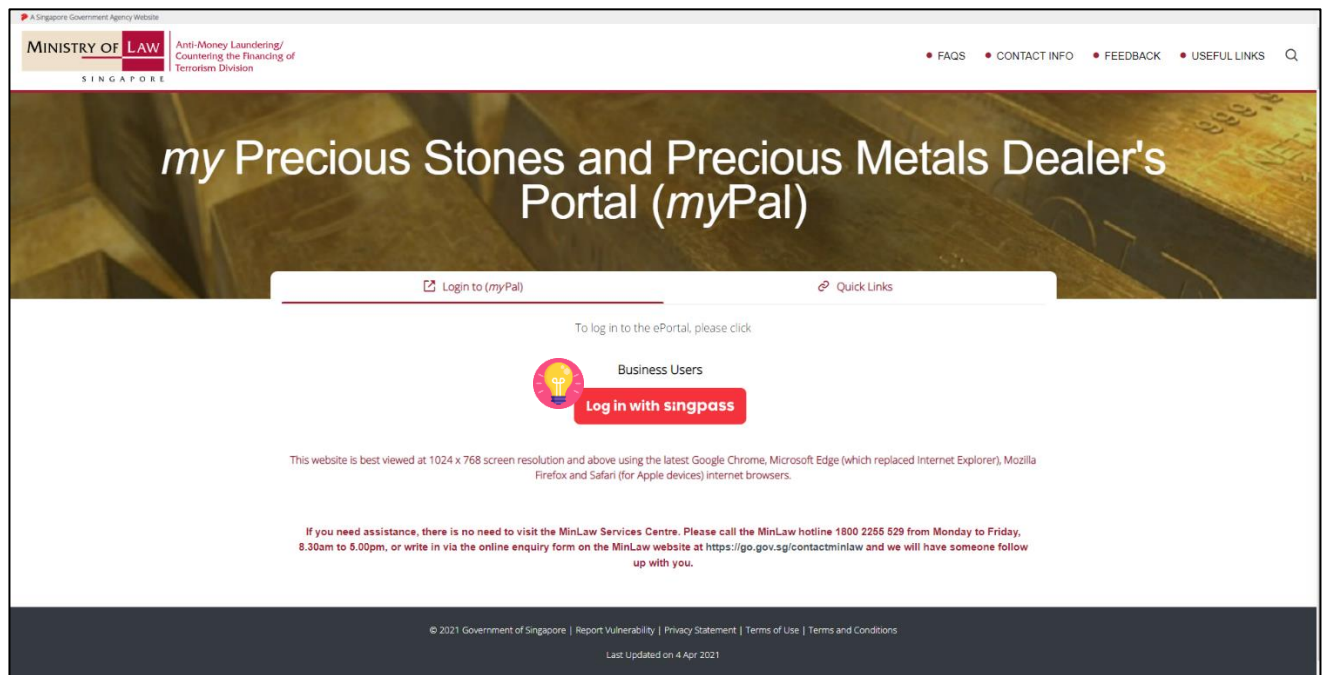 A Singapore Government Agency Website
MINISTRY OF LAW
SINGAPORE
Anti-Money Laundering/
Countering the Financing of
Terrorism Division
FAQS
CONTACT INFO
FEEDBACK
USEFUL LINKS
999.9
my Precious Stones and Precious Metals Dealer's
Portal (myPal)
Login to (myPal)
Quick Links
To log in to the ePortal, please click
Business Users
Log in with singpass
This website is best viewed at 1024 x 768 screen resolution and above using the latest Google Chrome, Microsoft Edge (which replaced Internet Explorer), Mozilla
Firefox and Safari (for Apple devices) internet browsers.
If you need assistance, there is no need to visit the MinLaw Services Centre. Please call the MinLaw hotline 1800 2255 529 from Monday to Friday,
8.30am to 5.00pm, or write in via the online enquiry form on the MinLaw website at https://go.gov.sg/contactminlaw and we will have someone follow
up with you.
© 2021 Government of Singapore | Report Vulnerability | Privacy Statement | Terms of Use | Terms and Conditions
Last Updated on 4 Apr 2021